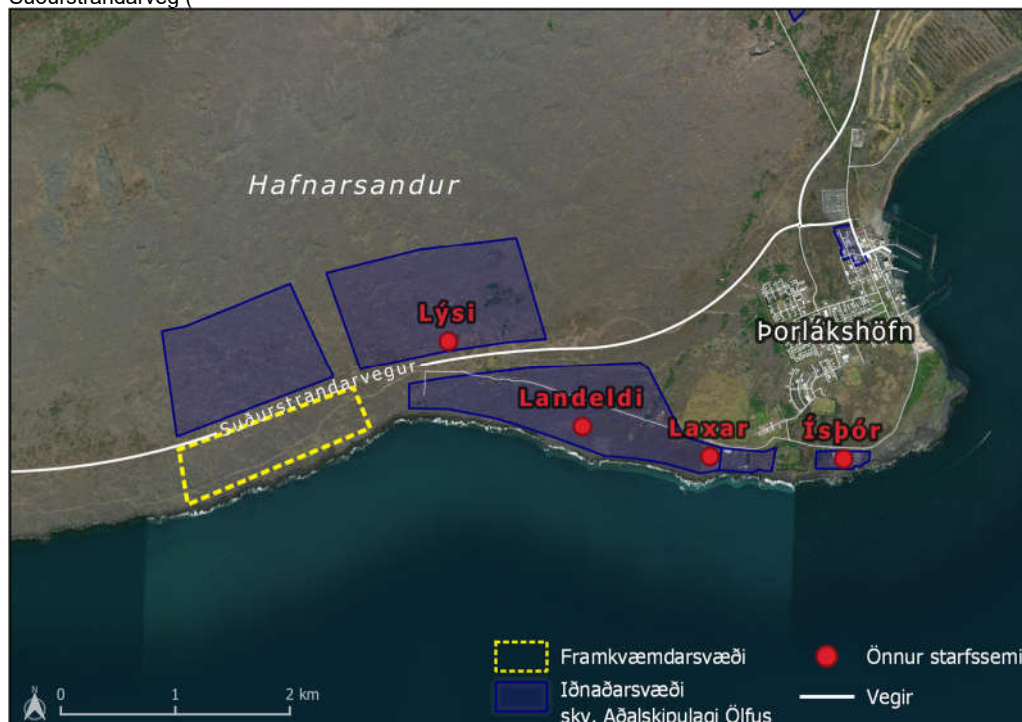 Suðurstrandarveg (
Hafnarsandur
Lýsi
Þorlákshöfn
Suðurstrandarvegur
Landeldi
Laxar
Ísþór
Framkvæmdarsvæði
Önnur starfssemi
Iðnaðarsvæði
skv. Aðalskipulagi Ölfus
Vegir
N
0 1 2 km